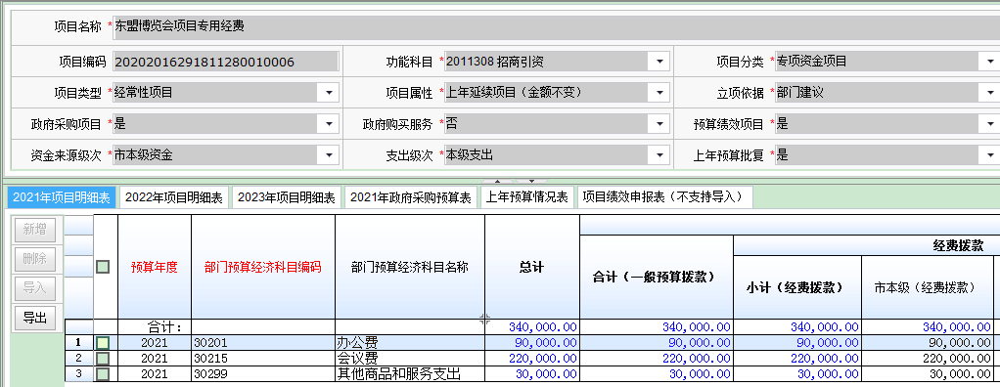 项目名称 * 东盟博览会项目专用经费
项目编码 20202016291811280010006 功能科目 * 2011308 招商引资 项目分类 * 专项资金项目
项目类型 * 经常性项目 项目属性 * 上年延续项目（金额不变） 立项依据 * 部门建议
政府采购项目 * 是 政府购买服务 * 否 预算绩效项目 * 是
资金来源级次 * 市本级资金 支出级次 * 本级支出 上年预算批复 * 是
2021年项目明细表 2022年项目明细表 2023年项目明细表 2021年政府采购预算表 上年预算情况表 项目绩效申报表（不支持导入）
新增
删除
导入
导出
经费拨款
预算年度 部门预算经济科目编码 部门预算经济科目名称 总计 合计（一般预算拨款） 小计（经费拨款） 市本级（经费拨款）
合计： 340,000.00 340,000.00 340,000.00 340,000.00
1 2021 30201 办公费 90,000.00 90,000.00 90,000.00 90,000.00
2 2021 30215 会议费 220,000.00 220,000.00 220,000.00 220,000.00
3 2021 30299 其他商品和服务支出 30,000.00 30,000.00 30,000.00 30,000.00